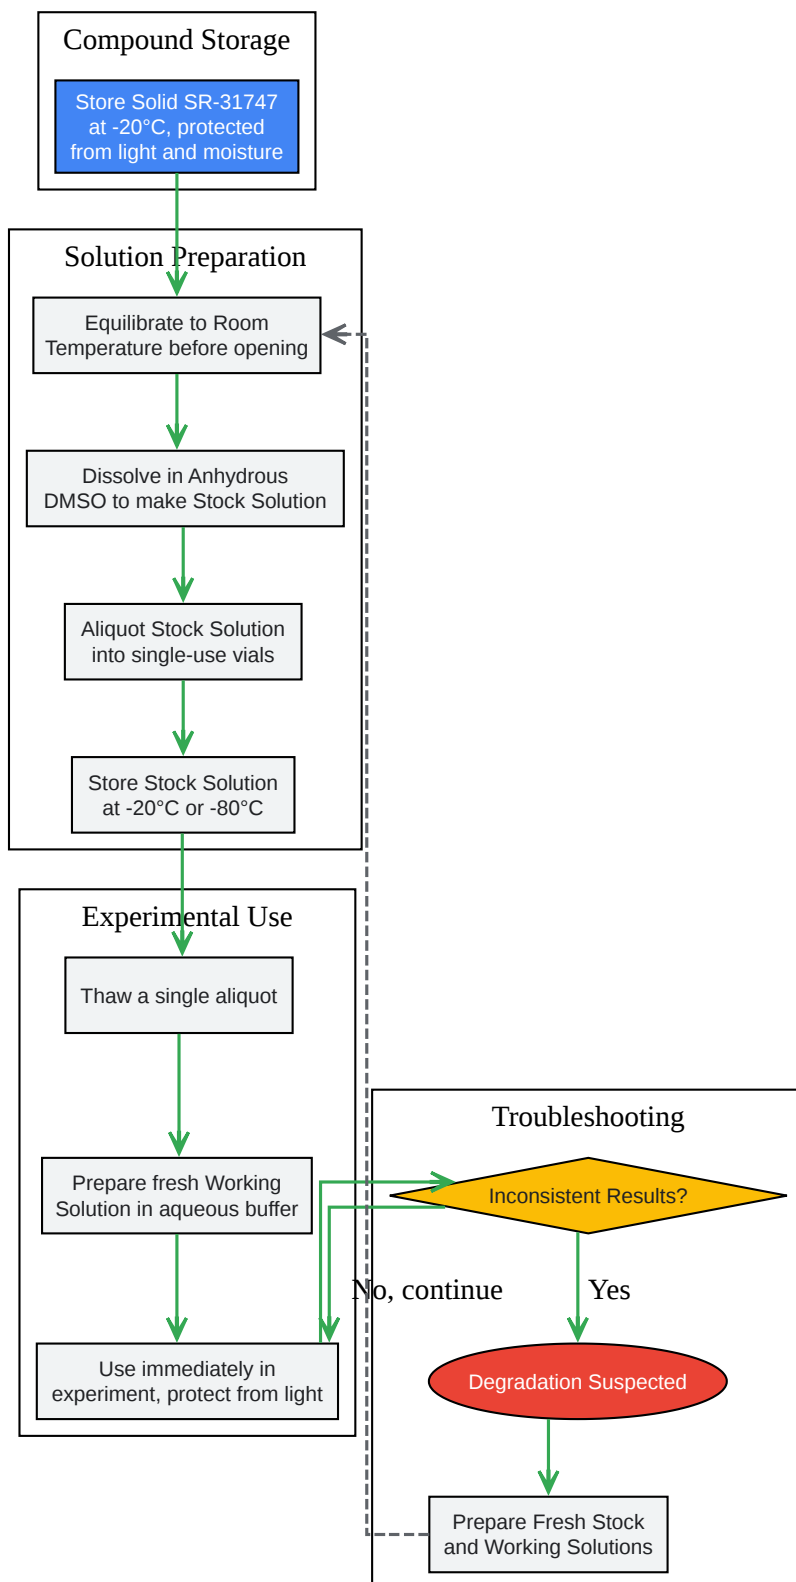 Compound Storage
Store Solid SR-31747
at -20°C, protected
from light and moisture
Solution Preparation
Equilibrate to Room
Temperature before opening
Dissolve in Anhydrous
DMSO to make Stock Solution
Aliquot Stock Solution
into single-use vials
Store Stock Solution
at -20°C or -80°C
Experimental Use
Thaw a single aliquot
Prepare fresh Working
Solution in aqueous buffer
Use immediately in
experiment, protect from light
Troubleshooting
Inconsistent Results?
No, continue
Yes
Degradation Suspected
Prepare Fresh Stock
and Working Solutions